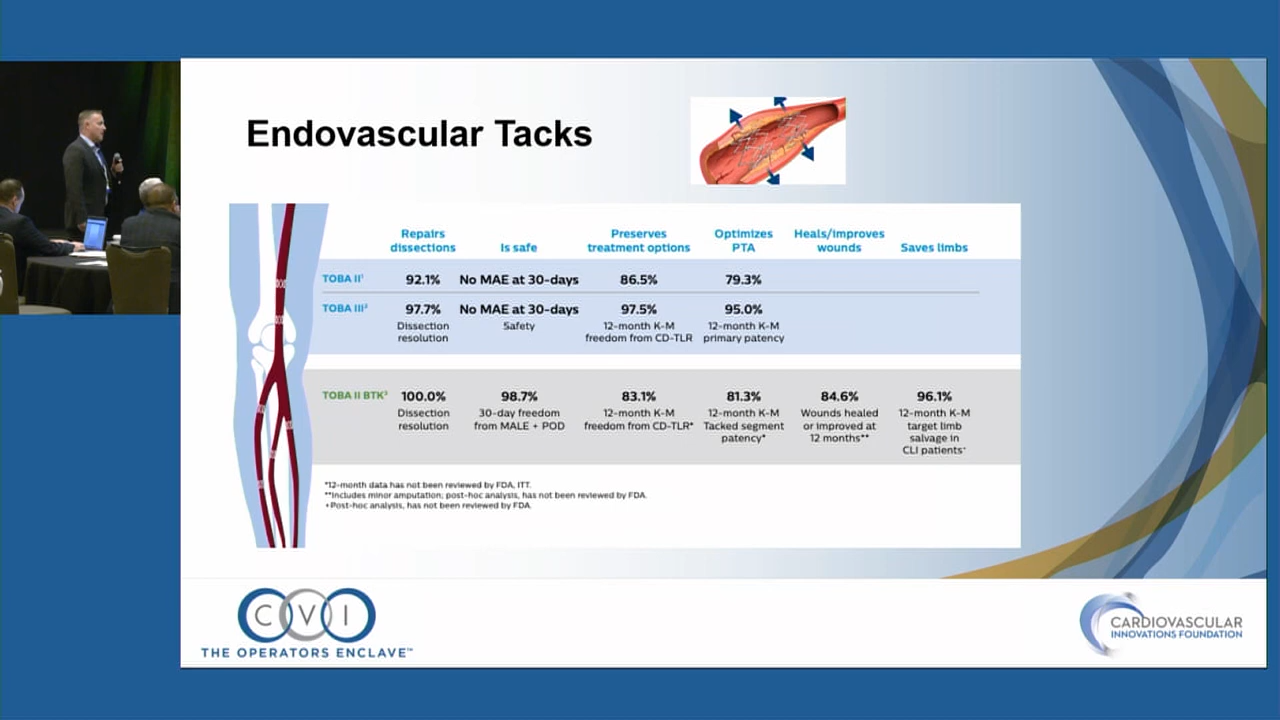 Endovascular Tacks
Repairs dissections
Is safe
Preserves treatment options
Optimizes PTA
Heals/improves wounds
Saves limbs
TOBA II¹ 92.1% No MAE at 30-days 86.5% 79.3%
TOBA III² 97.7% No MAE at 30-days 97.5% 95.0%
Dissection resolution
Safety
12-month K-M freedom from CD-TLR
12-month K-M primary patency
TOBA II BTK³ 100.0% 98.7% 83.1% 81.3% 84.6% 96.1%
Dissection resolution
30-day freedom from MALE + POD
12-month K-M freedom from CD-TLR*
12-month K-M Tacked segment patency*
Wounds healed or improved at 12 months**
12-month K-M target limb salvage in CLI patients⁺
*12-month data has not been reviewed by FDA, ITT.
**Includes minor amputation; post-hoc analysis, has not been reviewed by FDA.
+Post-hoc analysis, has not been reviewed by FDA.
CVI
THE OPERATORS ENCLAVE™
CARDIOVASCULAR
INNOVATIONS FOUNDATION